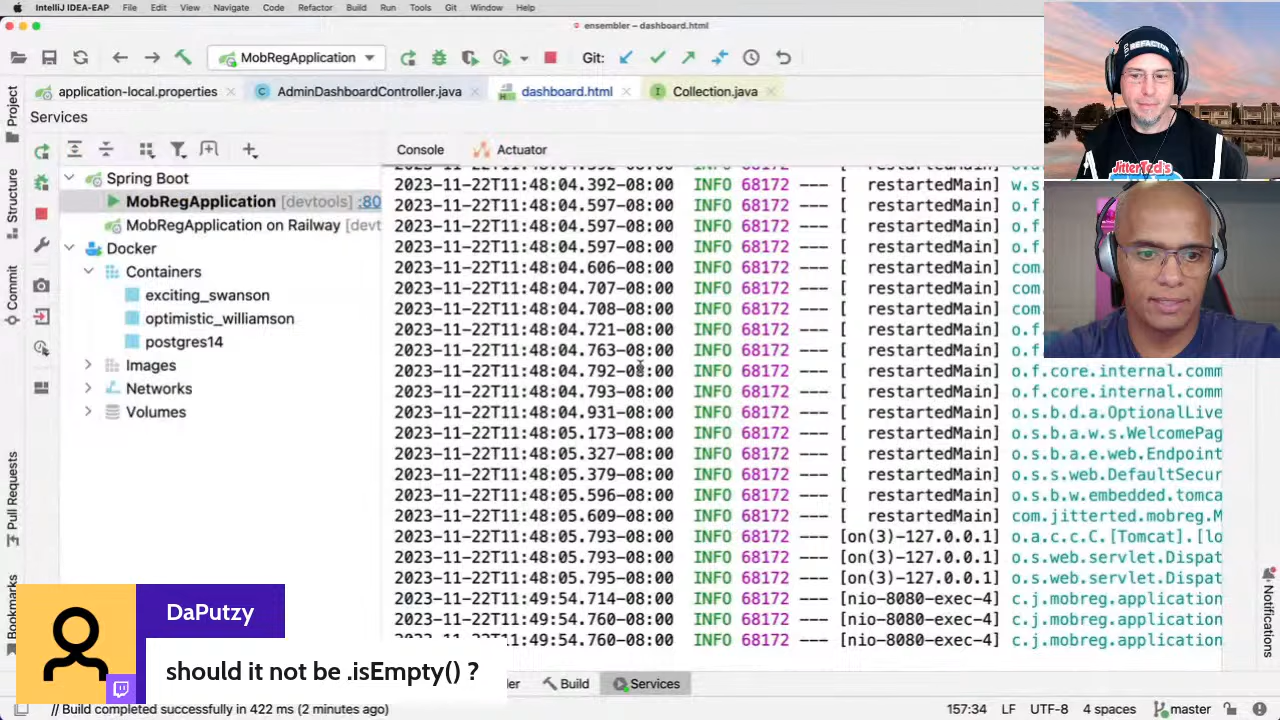 IntelliJ IDEA-EAP File Edit View Navigate Code Refactor Build Run Tools Git Window Help
ensembler – dashboard.html
MobRegApplication Git:
application-local.properties AdminDashboardController.java dashboard.html Collection.java
Services
Console Actuator
Spring Boot
MobRegApplication [devtools] :80
MobRegApplication on Railway [devt
Docker
Containers
exciting_swanson
optimistic_williamson
postgres14
Images
Networks
Volumes
2023-11-22T11:48:04.392-08:00 INFO 68172 --- [ restartedMain] w.s
2023-11-22T11:48:04.597-08:00 INFO 68172 --- [ restartedMain] o.f.
2023-11-22T11:48:04.597-08:00 INFO 68172 --- [ restartedMain] o.f.
2023-11-22T11:48:04.597-08:00 INFO 68172 --- [ restartedMain] o.f.
2023-11-22T11:48:04.606-08:00 INFO 68172 --- [ restartedMain] com.
2023-11-22T11:48:04.707-08:00 INFO 68172 --- [ restartedMain] com.
2023-11-22T11:48:04.708-08:00 INFO 68172 --- [ restartedMain] com.
2023-11-22T11:48:04.721-08:00 INFO 68172 --- [ restartedMain] o.f.
2023-11-22T11:48:04.763-08:00 INFO 68172 --- [ restartedMain] o.f.
2023-11-22T11:48:04.792-08:00 INFO 68172 --- [ restartedMain] o.f.core.internal.comm
2023-11-22T11:48:04.793-08:00 INFO 68172 --- [ restartedMain] o.f.core.internal.comm
2023-11-22T11:48:04.931-08:00 INFO 68172 --- [ restartedMain] o.s.b.d.a.OptionalLive
2023-11-22T11:48:05.173-08:00 INFO 68172 --- [ restartedMain] o.s.b.a.w.s.WelcomePag
2023-11-22T11:48:05.327-08:00 INFO 68172 --- [ restartedMain] o.s.b.a.e.web.Endpoint
2023-11-22T11:48:05.379-08:00 INFO 68172 --- [ restartedMain] o.s.s.web.DefaultSecur
2023-11-22T11:48:05.596-08:00 INFO 68172 --- [ restartedMain] o.s.b.w.embedded.tomca
2023-11-22T11:48:05.609-08:00 INFO 68172 --- [ restartedMain] com.jitterted.mobreg.M
2023-11-22T11:48:05.793-08:00 INFO 68172 --- [on(3)-127.0.0.1] o.a.c.c.C.[Tomcat].[lo
2023-11-22T11:48:05.793-08:00 INFO 68172 --- [on(3)-127.0.0.1] o.s.web.servlet.Dispat
2023-11-22T11:48:05.795-08:00 INFO 68172 --- [on(3)-127.0.0.1] o.s.web.servlet.Dispat
2023-11-22T11:49:54.714-08:00 INFO 68172 --- [nio-8080-exec-4] c.j.mobreg.application
2023-11-22T11:49:54.760-08:00 INFO 68172 --- [nio-8080-exec-4] c.j.mobreg.application
2023-11-22T11:49:54.760-08:00 INFO 68172 --- [nio-8080-exec-4] c.j.mobreg.application
Project
Structure
Commit
Pull Requests
Bookmarks
Notifications
REFACTOR
JitterTed's
DaPutzy
should it not be .isEmpty() ?
ler Build Services
// Build completed successfully in 422 ms (2 minutes ago) 157:34 LF UTF-8 4 spaces master